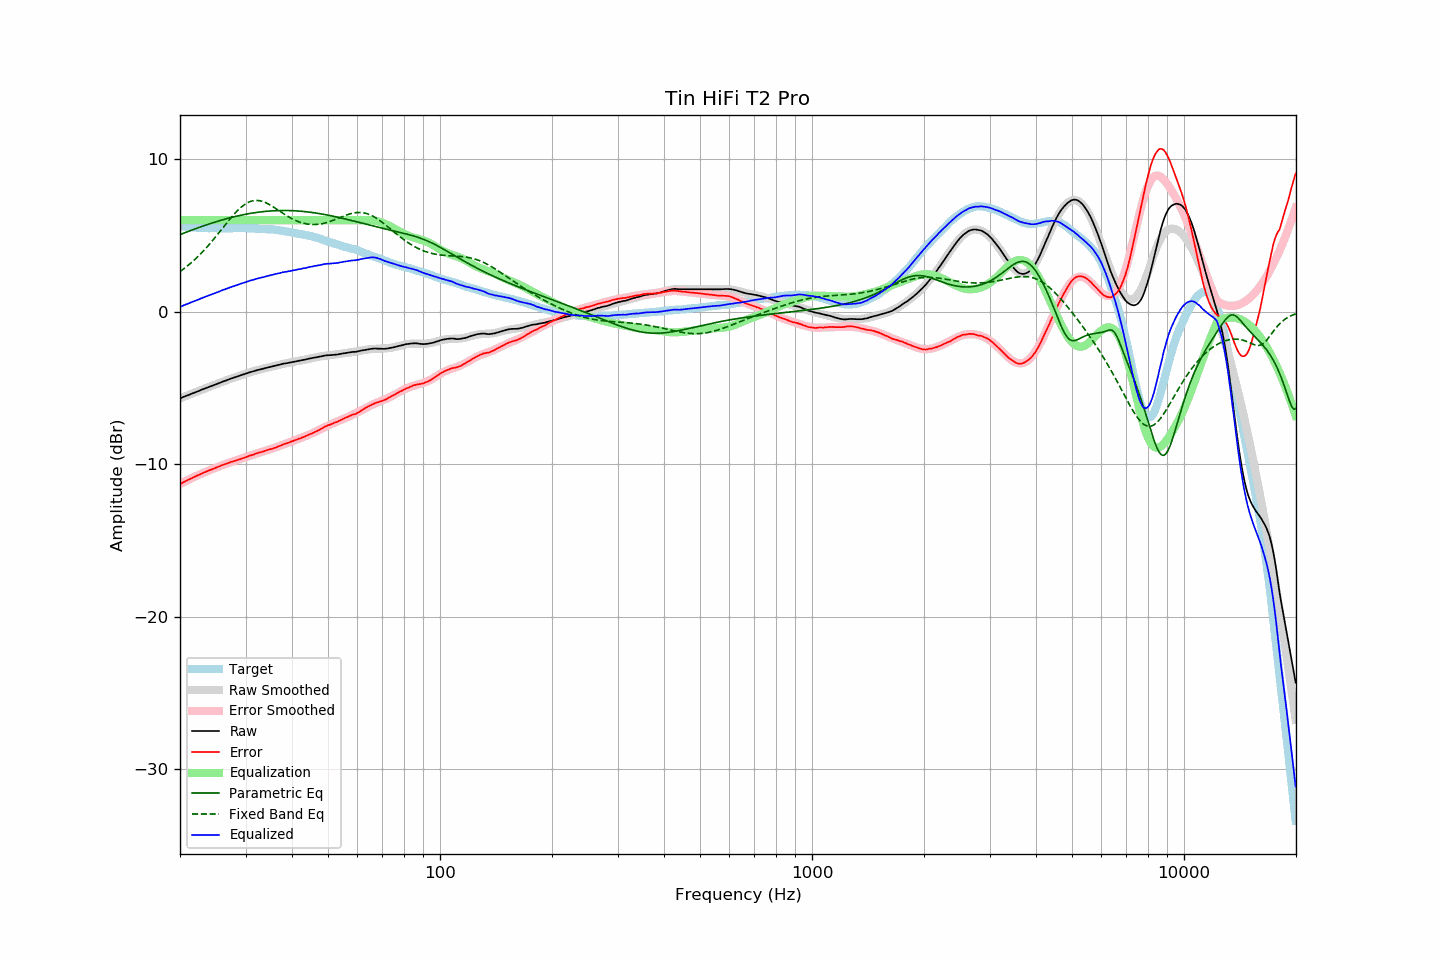 Tin HiFi T2 Pro
Amplitude (dBr)
10
0
−10
−20
−30
Target
Raw Smoothed
Error Smoothed
Raw
Error
Equalization
Parametric Eq
Fixed Band Eq
Equalized
100
1000
10000
Frequency (Hz)